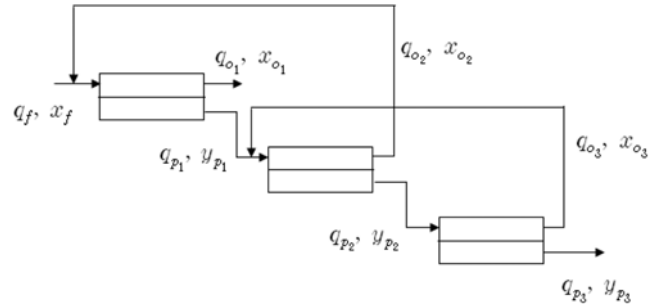 q_{o_1}, x_{o_1}
q_{o_2}, x_{o_2}
q_f, x_f
q_{p_1}, y_{p_1}
q_{o_3}, x_{o_3}
q_{p_2}, y_{p_2}
q_{p_3}, y_{p_3}